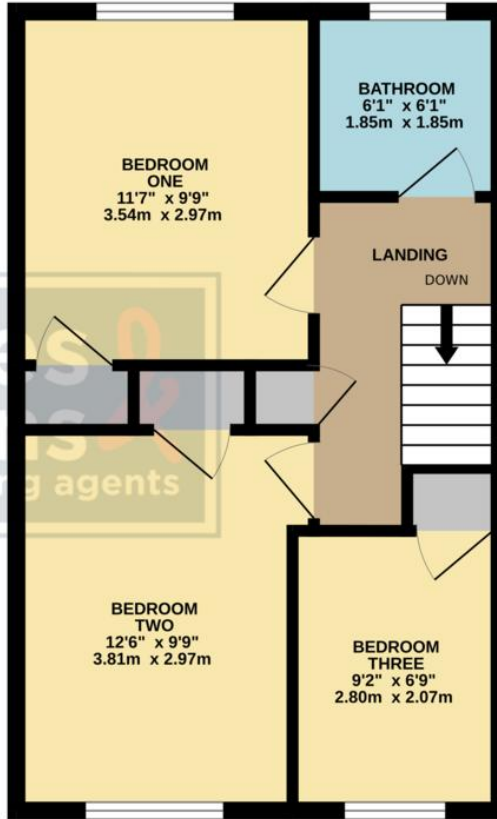 BATHROOM
6'1" x 6'1"
1.85m x 1.85m
BEDROOM
ONE
11'7" x 9'9"
3.54m x 2.97m
LANDING
DOWN
g agents
BEDROOM
TWO
12'6" x 9'9"
3.81m x 2.97m
BEDROOM
THREE
9'2" x 6'9"
2.80m x 2.07m